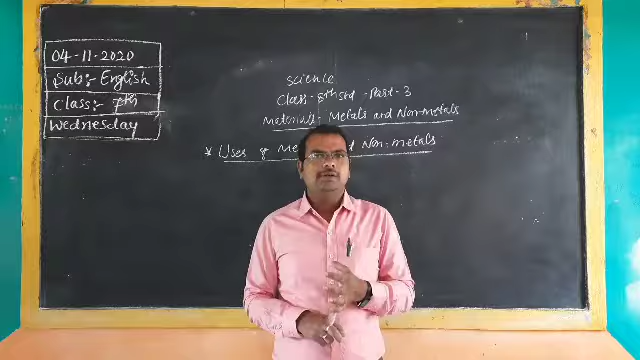 04-11-2020
Sub:- English
Class:- 7th
Wednesday
Science
Class-8th std - Part-3
Materials: Metals and Non-Metals
* Uses of Non-metals